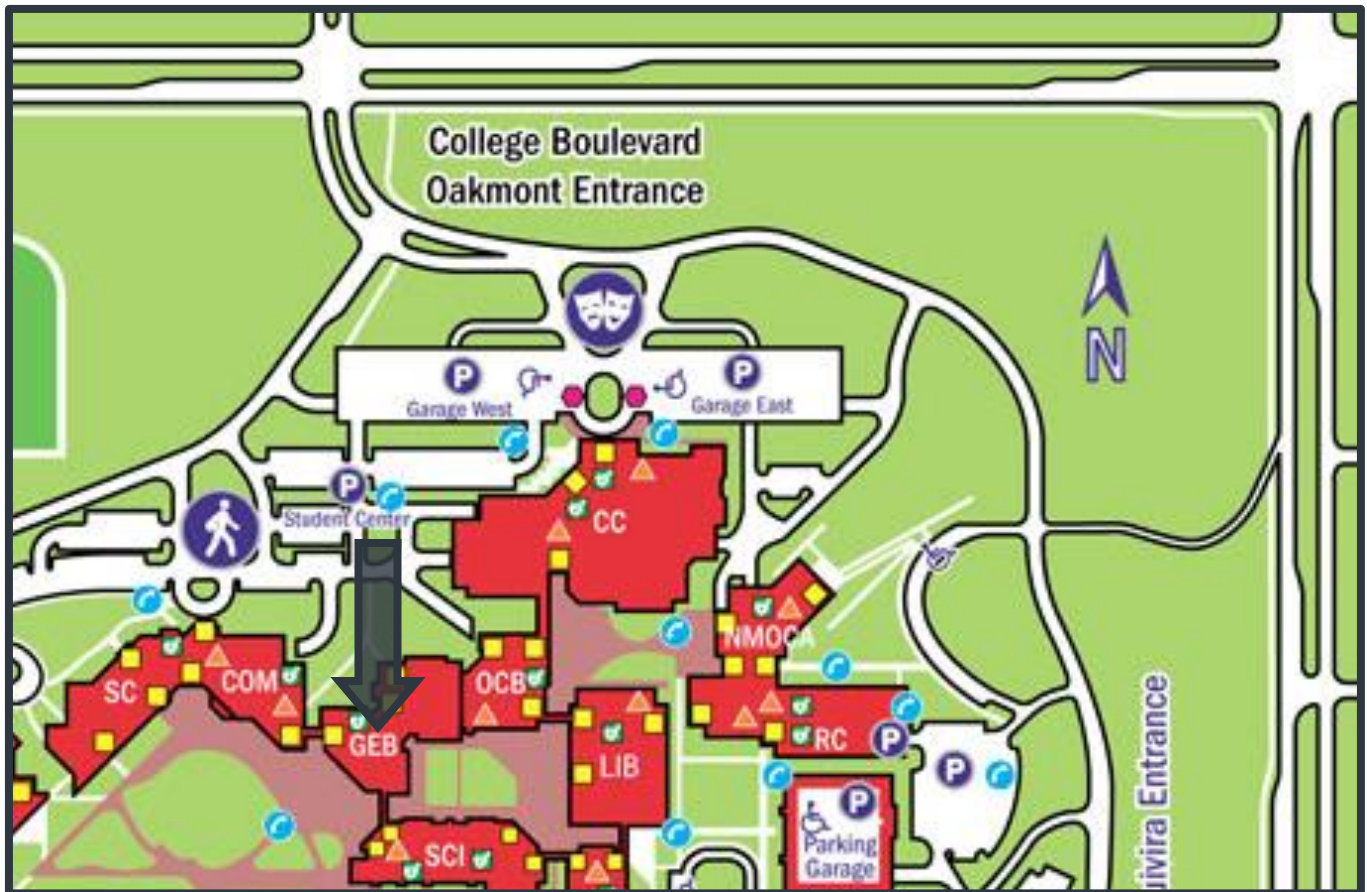 College Boulevard
Oakmont Entrance
N
P
P
Garage West
Garage East
P
Student Center
CC
NMOCA
SC
COM
OCB
GEB
LIB
RC
P
P
P
Parking
Garage
SCI
Entrance